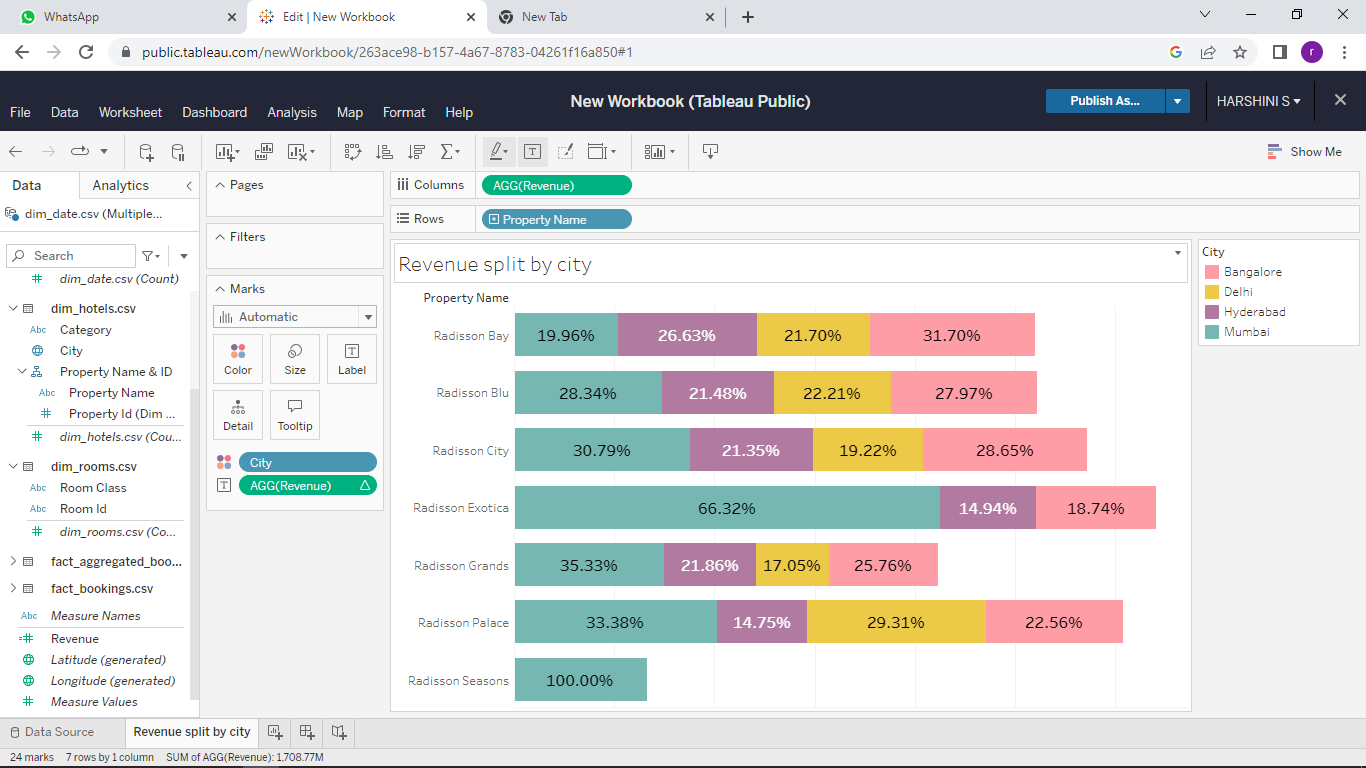 WhatsApp
Edit | New Workbook
New Tab
public.tableau.com/newWorkbook/263ace98-b157-4a67-8783-04261f16a850#1
r
File Data Worksheet Dashboard Analysis Map Format Help
New Workbook (Tableau Public)
Publish As...
HARSHINI S
Show Me
Data
Analytics
dim_date.csv (Multiple...
Search
dim_date.csv (Count)
dim_hotels.csv
Abc Category
City
Property Name & ID
Abc Property Name
Property Id (Dim ...
dim_hotels.csv (Cou...
dim_rooms.csv
Abc Room Class
Abc Room Id
dim_rooms.csv (Co...
fact_aggregated_boo...
fact_bookings.csv
Abc Measure Names
Revenue
Latitude (generated)
Longitude (generated)
Measure Values
Pages
Filters
Marks
Automatic
Color
Size
T
Label
Detail
Tooltip
City
T AGG(Revenue)
Columns
AGG(Revenue)
Rows
Property Name
Revenue split by city
Property Name
Radisson Bay 19.96% 26.63% 21.70% 31.70%
Radisson Blu 28.34% 21.48% 22.21% 27.97%
Radisson City 30.79% 21.35% 19.22% 28.65%
Radisson Exotica 66.32% 14.94% 18.74%
Radisson Grands 35.33% 21.86% 17.05% 25.76%
Radisson Palace 33.38% 14.75% 29.31% 22.56%
Radisson Seasons 100.00%
City
Bangalore
Delhi
Hyderabad
Mumbai
Data Source
Revenue split by city
24 marks 7 rows by 1 column SUM of AGG(Revenue): 1,708.77M